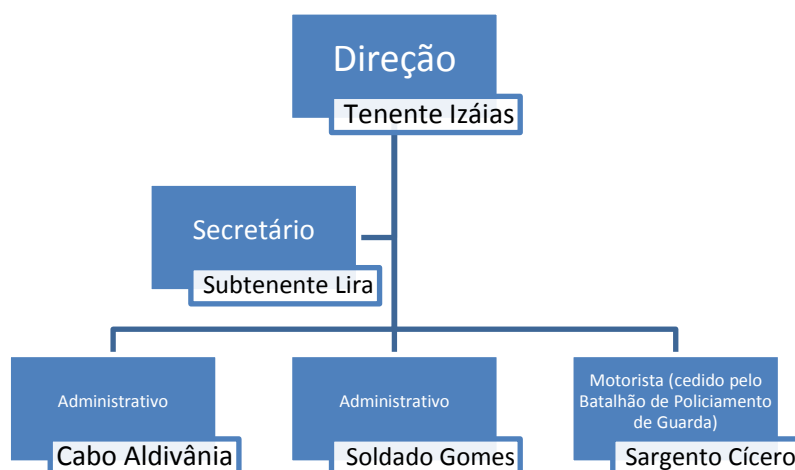 Direção
Tenente Izáias
Secretário
Subtenente Lira
Administrativo
Cabo Aldivânia
Administrativo
Soldado Gomes
Motorista (cedido pelo
Batalhão de Policiamento
de Guarda)
Sargento Cícero